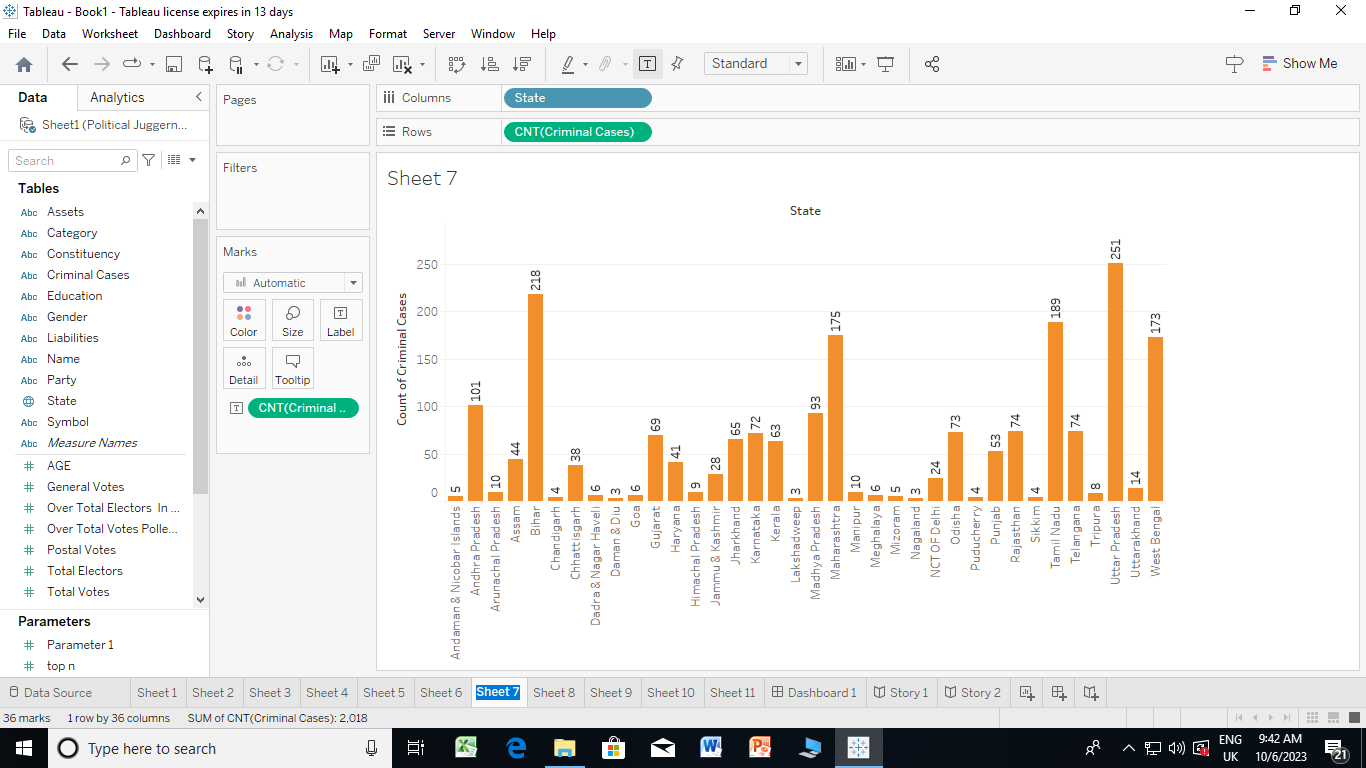 Tableau - Book1 - Tableau license expires in 13 days
File Data Worksheet Dashboard Story Analysis Map Format Server Window Help
Standard
Show Me
Data Analytics
Sheet1 (Political Juggern...
Search
Tables
Abc Assets
Abc Category
Abc Constituency
Abc Criminal Cases
Abc Education
Abc Gender
Abc Liabilities
Abc Name
Abc Party
State
Abc Symbol
Abc Measure Names
# AGE
# General Votes
# Over Total Electors In ...
# Over Total Votes Polle...
# Postal Votes
# Total Electors
# Total Votes
Parameters
# Parameter 1
# top n
Pages
Filters
Marks
Automatic
Color Size Label
Detail Tooltip
CNT(Criminal ..
Columns State
Rows CNT(Criminal Cases)
Sheet 7
State
Count of Criminal Cases
250
200
150
100
50
0
5 101 10 44 218 4 38 6 3 6 69 41 9 28 65 72 63 3 93 175 10 6 5 3 24 73 4 53 74 4 189 74 8 251 14 173
Andaman & Nicobar Islands
Andhra Pradesh
Arunachal Pradesh
Assam
Bihar
Chandigarh
Chhattisgarh
Dadra & Nagar Haveli
Daman & Diu
Goa
Gujarat
Haryana
Himachal Pradesh
Jammu & Kashmir
Jharkhand
Karnataka
Kerala
Lakshadweep
Madhya Pradesh
Maharashtra
Manipur
Meghalaya
Mizoram
Nagaland
NCT OF Delhi
Odisha
Puducherry
Punjab
Rajasthan
Sikkim
Tamil Nadu
Telangana
Tripura
Uttar Pradesh
Uttarakhand
West Bengal
Data Source Sheet 1 Sheet 2 Sheet 3 Sheet 4 Sheet 5 Sheet 6 Sheet 7 Sheet 8 Sheet 9 Sheet 10 Sheet 11 Dashboard 1 Story 1 Story 2
36 marks 1 row by 36 columns SUM of CNT(Criminal Cases): 2,018
Type here to search
ENG
UK
9:42 AM
10/6/2023
21